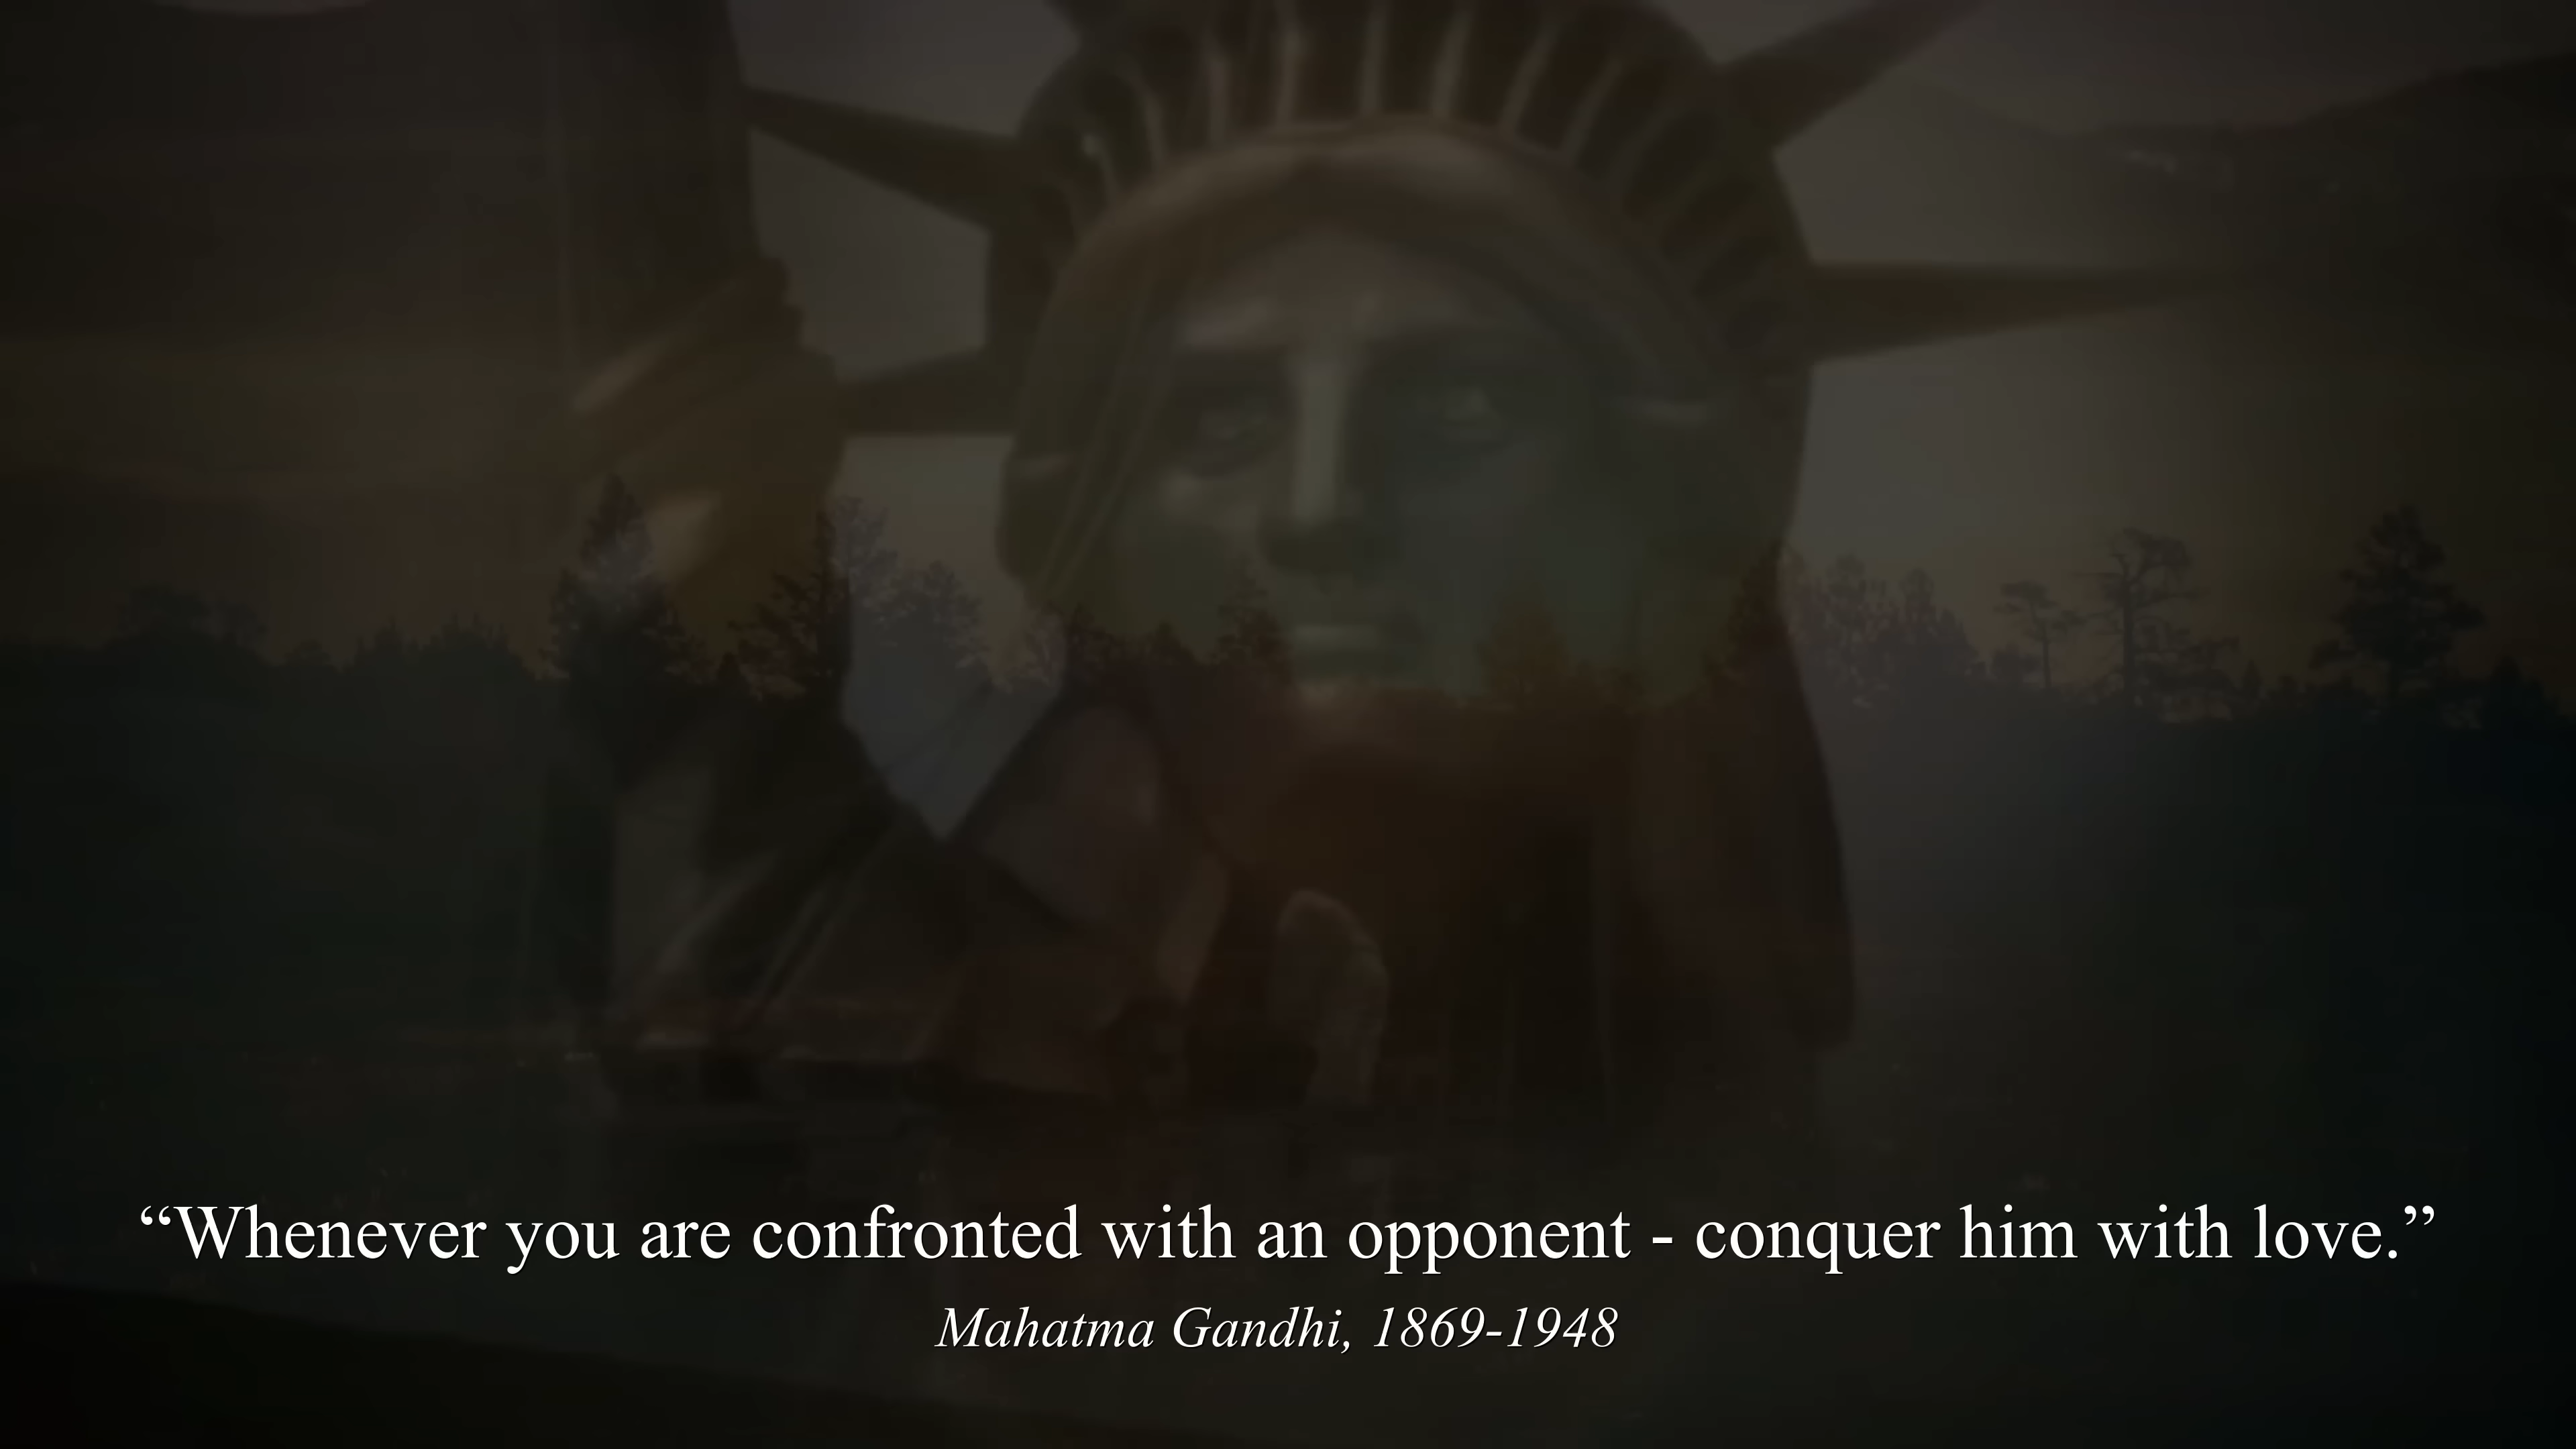 “Whenever you are confronted with an opponent - conquer him with love.”
Mahatma Gandhi, 1869-1948